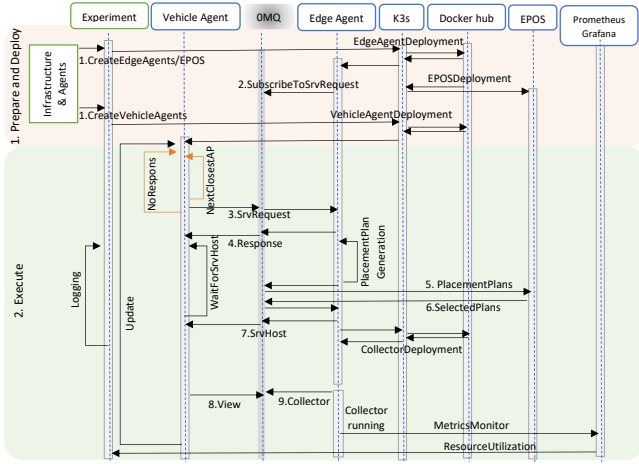 Experiment
Vehicle Agent
0MQ
Edge Agent
K3s
Docker hub
EPOS
Prometheus
Grafana
1. Prepare and Deploy
Infrastructure
& Agents
EdgeAgentDeployment
1.CreateEdgeAgents/EPOS
EPOSDeployment
2.SubscribeToSrvRequest
1.CreateVehicleAgents
VehicleAgentDeployment
2. Execute
NoRespons
NextClosestAP
3.SrvRequest
4.Response
PlacementPlan
Generation
WaitForSrvHost
Logging
Update
5. PlacementPlans
6.SelectedPlans
7.SrvHost
CollectorDeployment
8.View
9.Collector
Collector
running
MetricsMonitor
ResourceUtilization